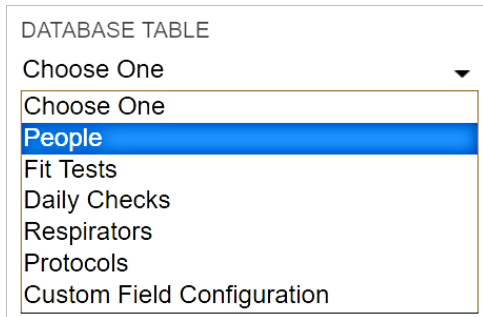 DATABASE TABLE
Choose One
Choose One
People
Fit Tests
Daily Checks
Respirators
Protocols
Custom Field Configuration